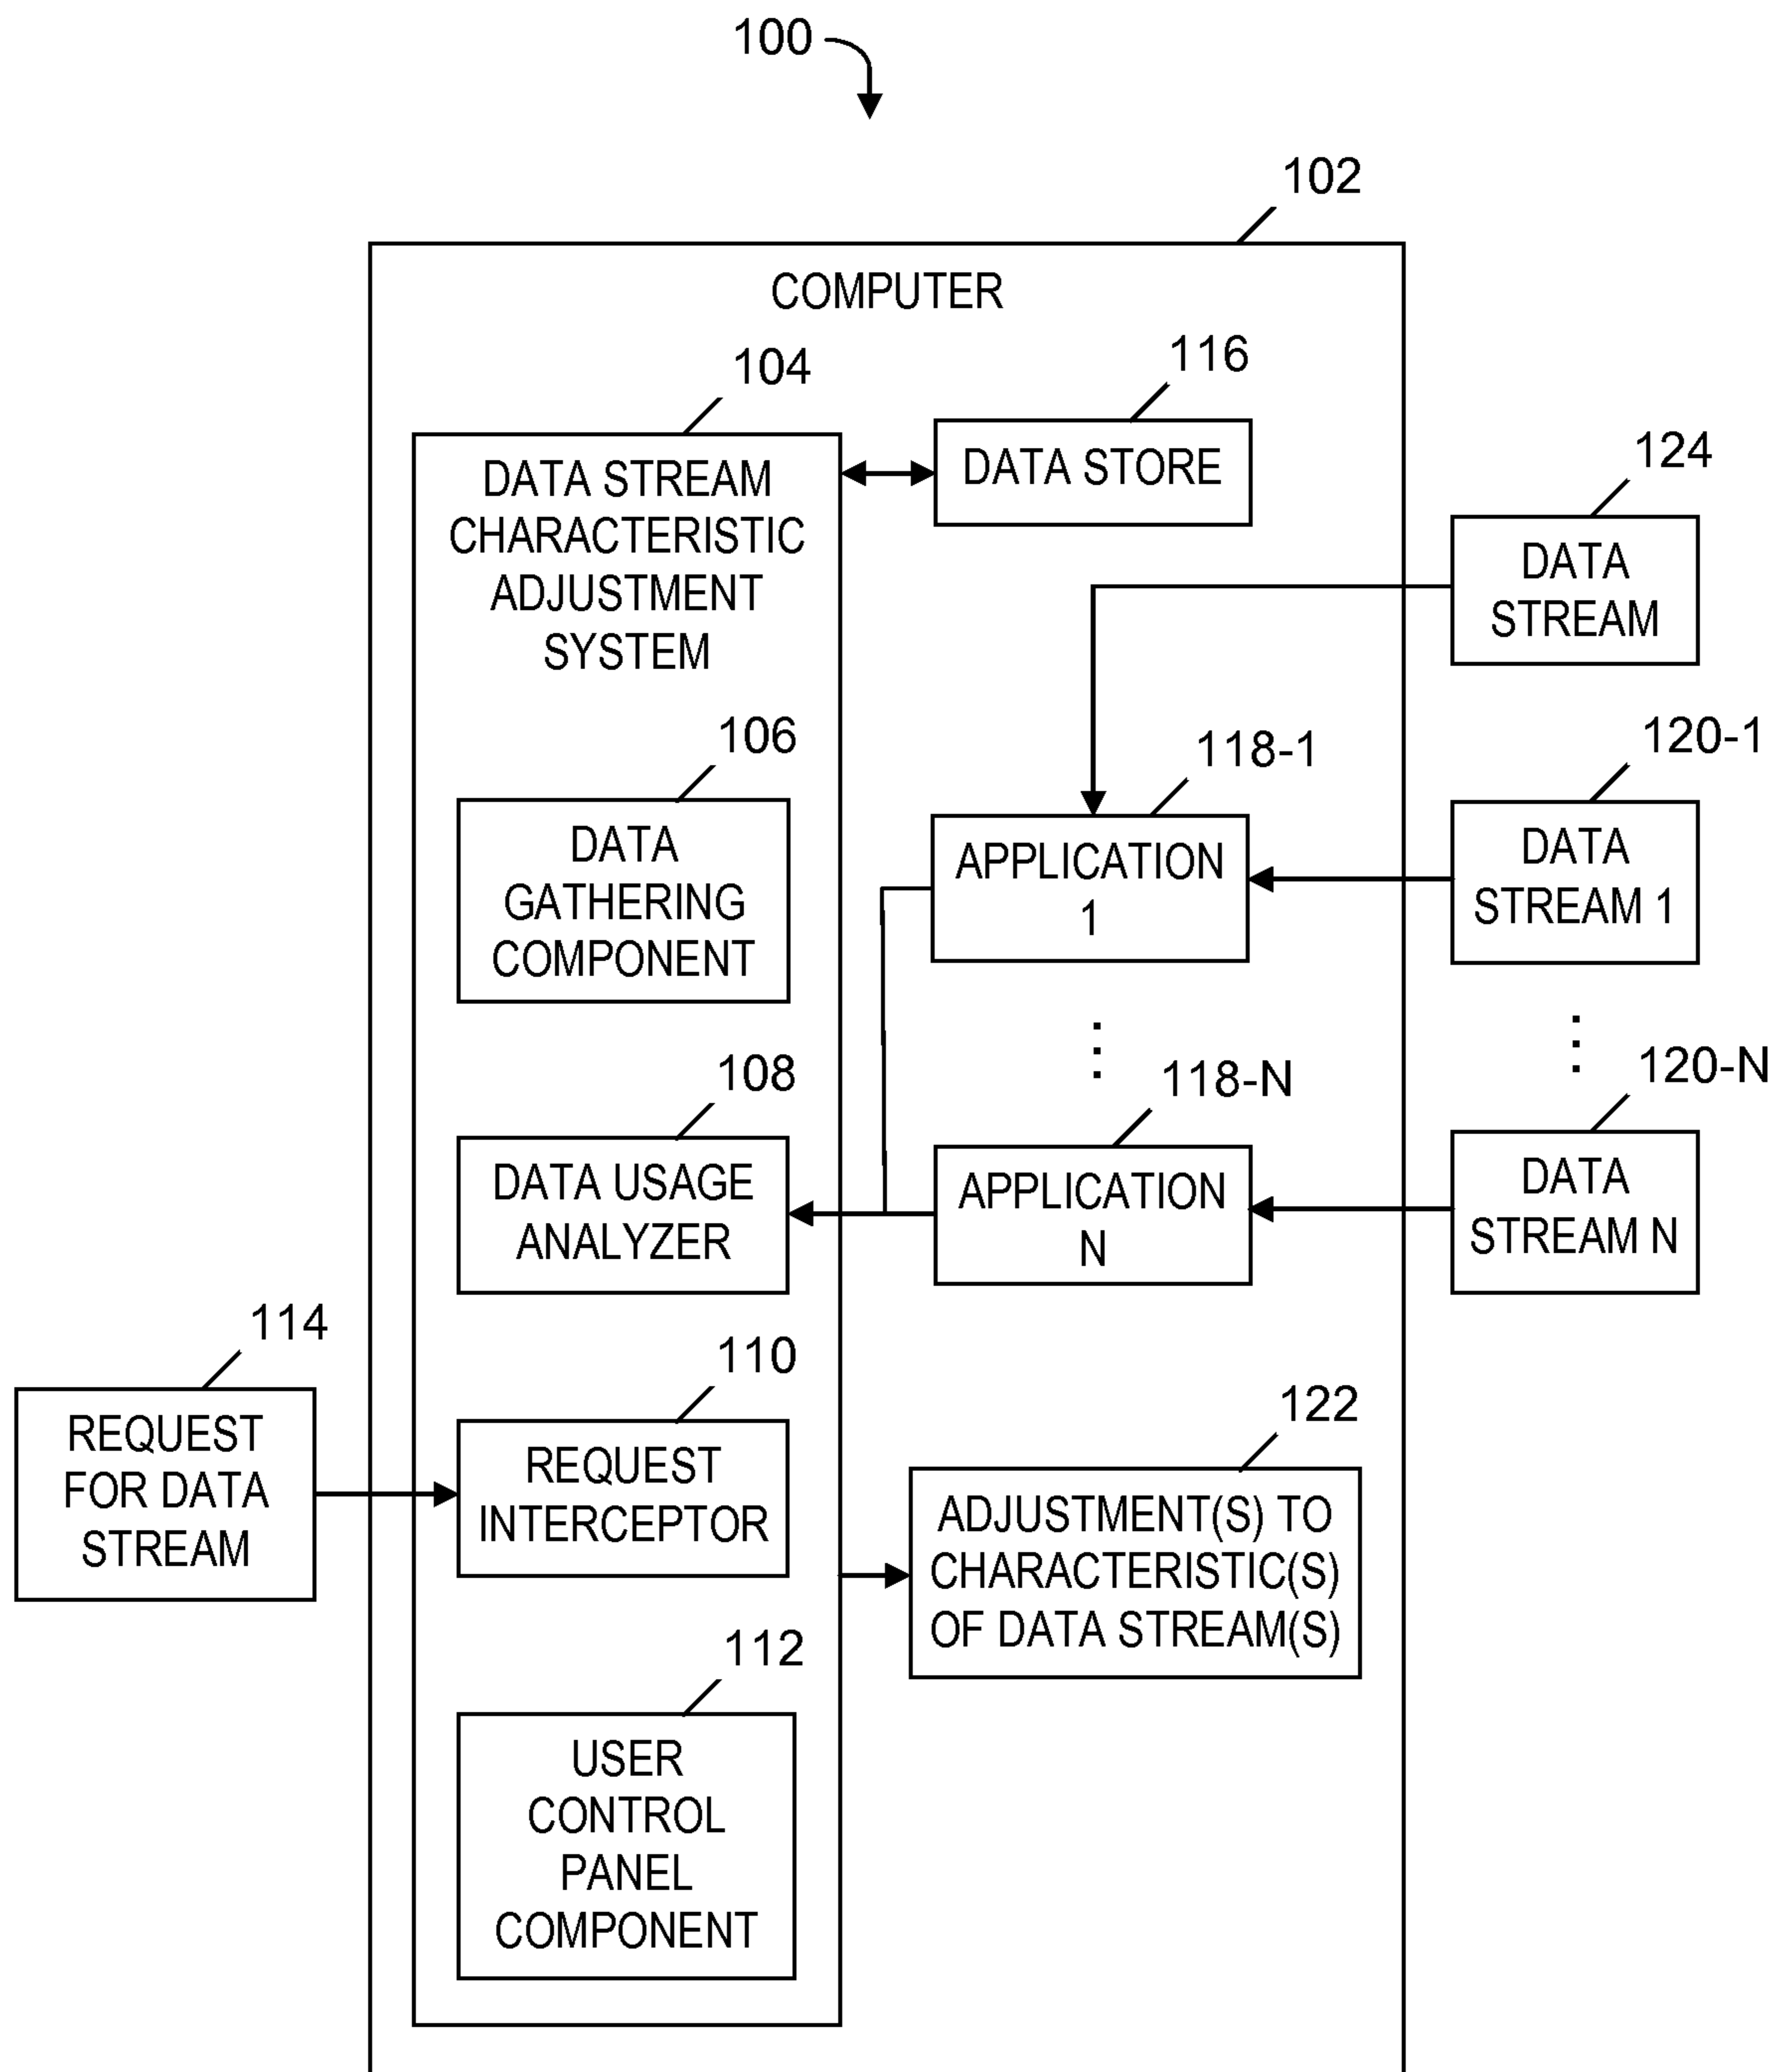 100
102
COMPUTER
104
116
DATA STREAM
CHARACTERISTIC
ADJUSTMENT
SYSTEM
DATA STORE
124
DATA
STREAM
106
DATA
GATHERING
COMPONENT
118-1
APPLICATION
1
120-1
DATA
STREAM 1
108
DATA USAGE
ANALYZER
118-N
APPLICATION
N
120-N
DATA
STREAM N
114
REQUEST
FOR DATA
STREAM
110
REQUEST
INTERCEPTOR
122
ADJUSTMENT(S) TO
CHARACTERISTIC(S)
OF DATA STREAM(S)
112
USER
CONTROL
PANEL
COMPONENT